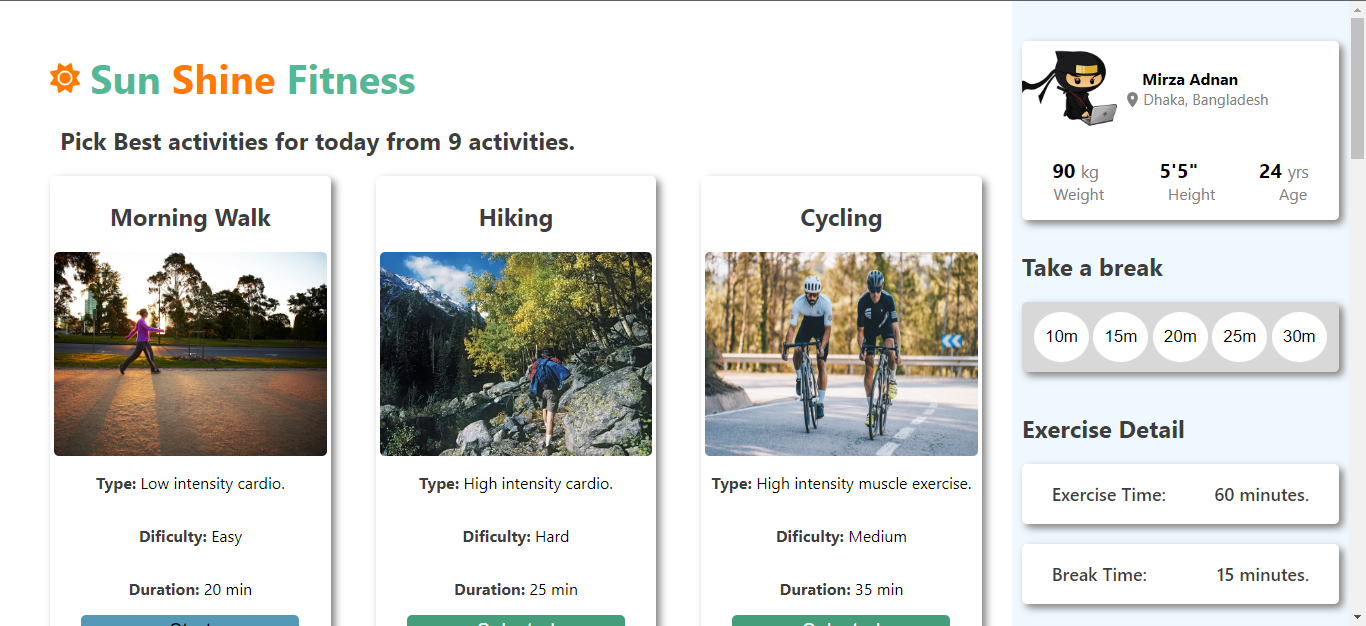 Sun Shine Fitness
Pick Best activities for today from 9 activities.
Morning Walk
Type: Low intensity cardio.
Dificulty: Easy
Duration: 20 min
Hiking
Type: High intensity cardio.
Dificulty: Hard
Duration: 25 min
Cycling
Type: High intensity muscle exercise.
Dificulty: Medium
Duration: 35 min
Mirza Adnan
Dhaka, Bangladesh
90 kg
Weight
5'5"
Height
24 yrs
Age
Take a break
10m 15m 20m 25m 30m
Exercise Detail
Exercise Time: 60 minutes.
Break Time: 15 minutes.